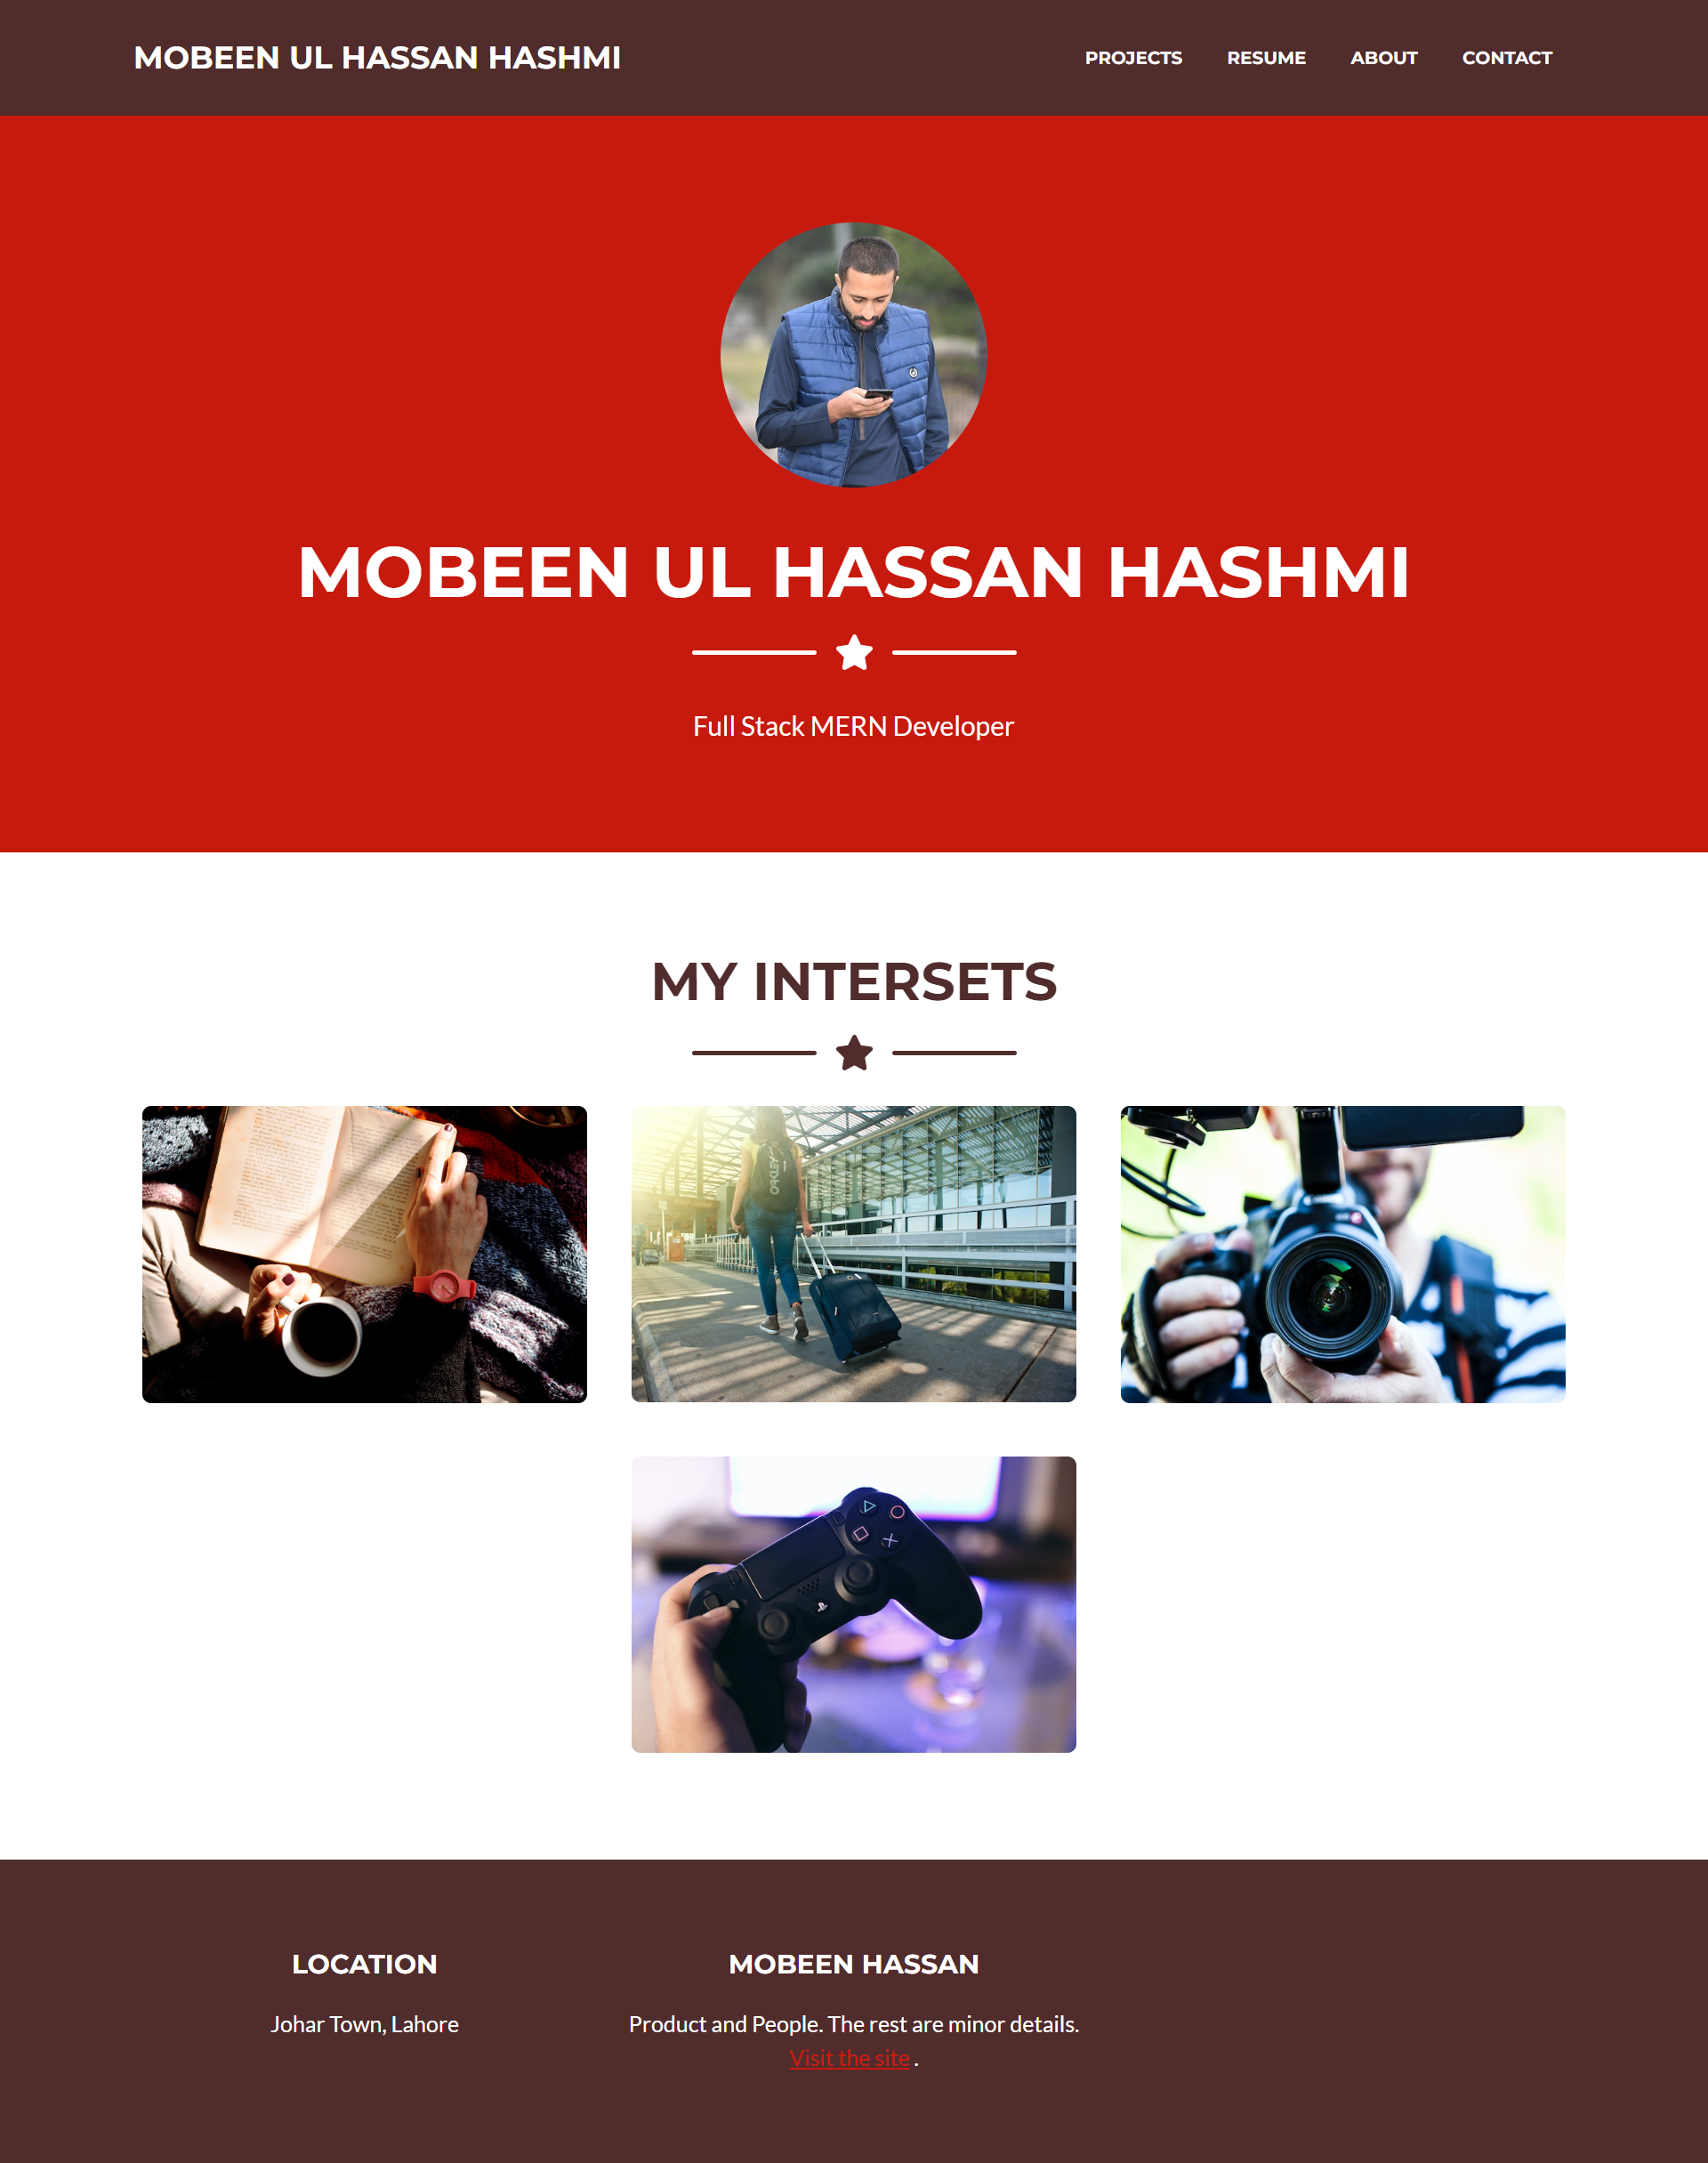 MOBEEN UL HASSAN HASHMI
PROJECTS RESUME ABOUT CONTACT
MOBEEN UL HASSAN HASHMI
Full Stack MERN Developer
MY INTERSETS
OAKLEY
LOCATION
Johar Town, Lahore
MOBEEN HASSAN
Product and People. The rest are minor details.
Visit the site .